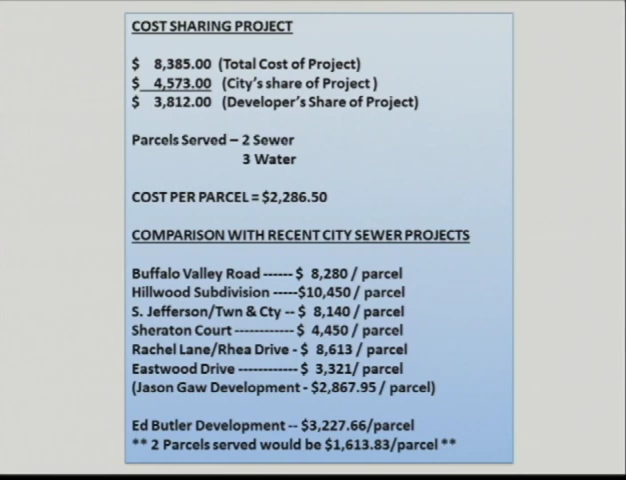 COST SHARING PROJECT
$ 8,385.00 (Total Cost of Project)
$ 4,573.00 (City's share of Project )
$ 3,812.00 (Developer's Share of Project)
Parcels Served – 2 Sewer
3 Water
COST PER PARCEL = $2,286.50
COMPARISON WITH RECENT CITY SEWER PROJECTS
Buffalo Valley Road ------ $ 8,280 / parcel
Hillwood Subdivision -----$10,450 / parcel
S. Jefferson/Twn & Cty -- $ 8,140 / parcel
Sheraton Court ------------ $ 4,450 / parcel
Rachel Lane/Rhea Drive - $ 8,613 / parcel
Eastwood Drive ------------ $ 3,321/ parcel
(Jason Gaw Development - $2,867.95 / parcel)
Ed Butler Development -- $3,227.66/parcel
** 2 Parcels served would be $1,613.83/parcel **